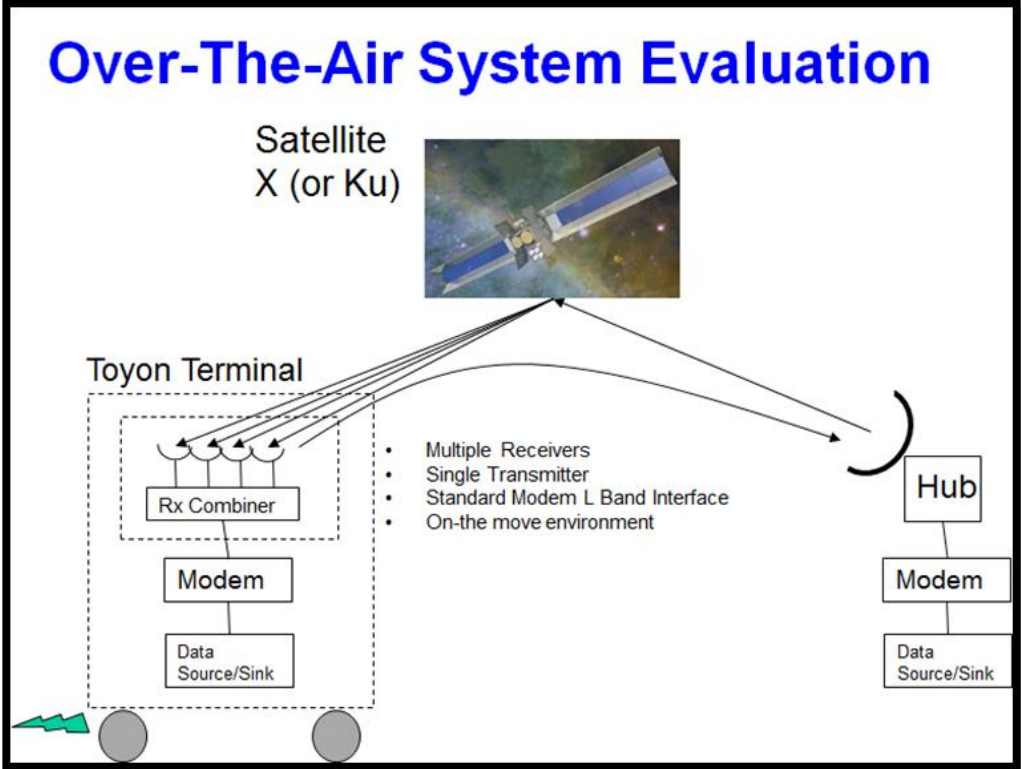 Over-The-Air System Evaluation
Satellite
X (or Ku)
Toyon Terminal
Rx Combiner
Modem
Data
Source/Sink
• Multiple Receivers
• Single Transmitter
• Standard Modem L Band Interface
• On-the move environment
Hub
Modem
Data
Source/Sink